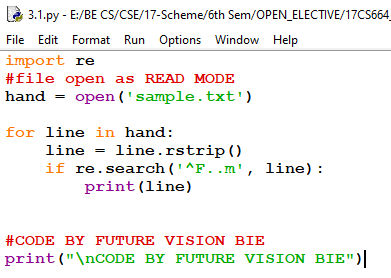 3.1.py - E:/BE CS/CSE/17-Scheme/6th Sem/OPEN_ELECTIVE/17CS664_
File Edit Format Run Options Window Help
import re
#file open as READ MODE
hand = open('sample.txt')
for line in hand:
    line = line.rstrip()
    if re.search('^F..m', line):
        print(line)
#CODE BY FUTURE VISION BIE
print("\nCODE BY FUTURE VISION BIE")